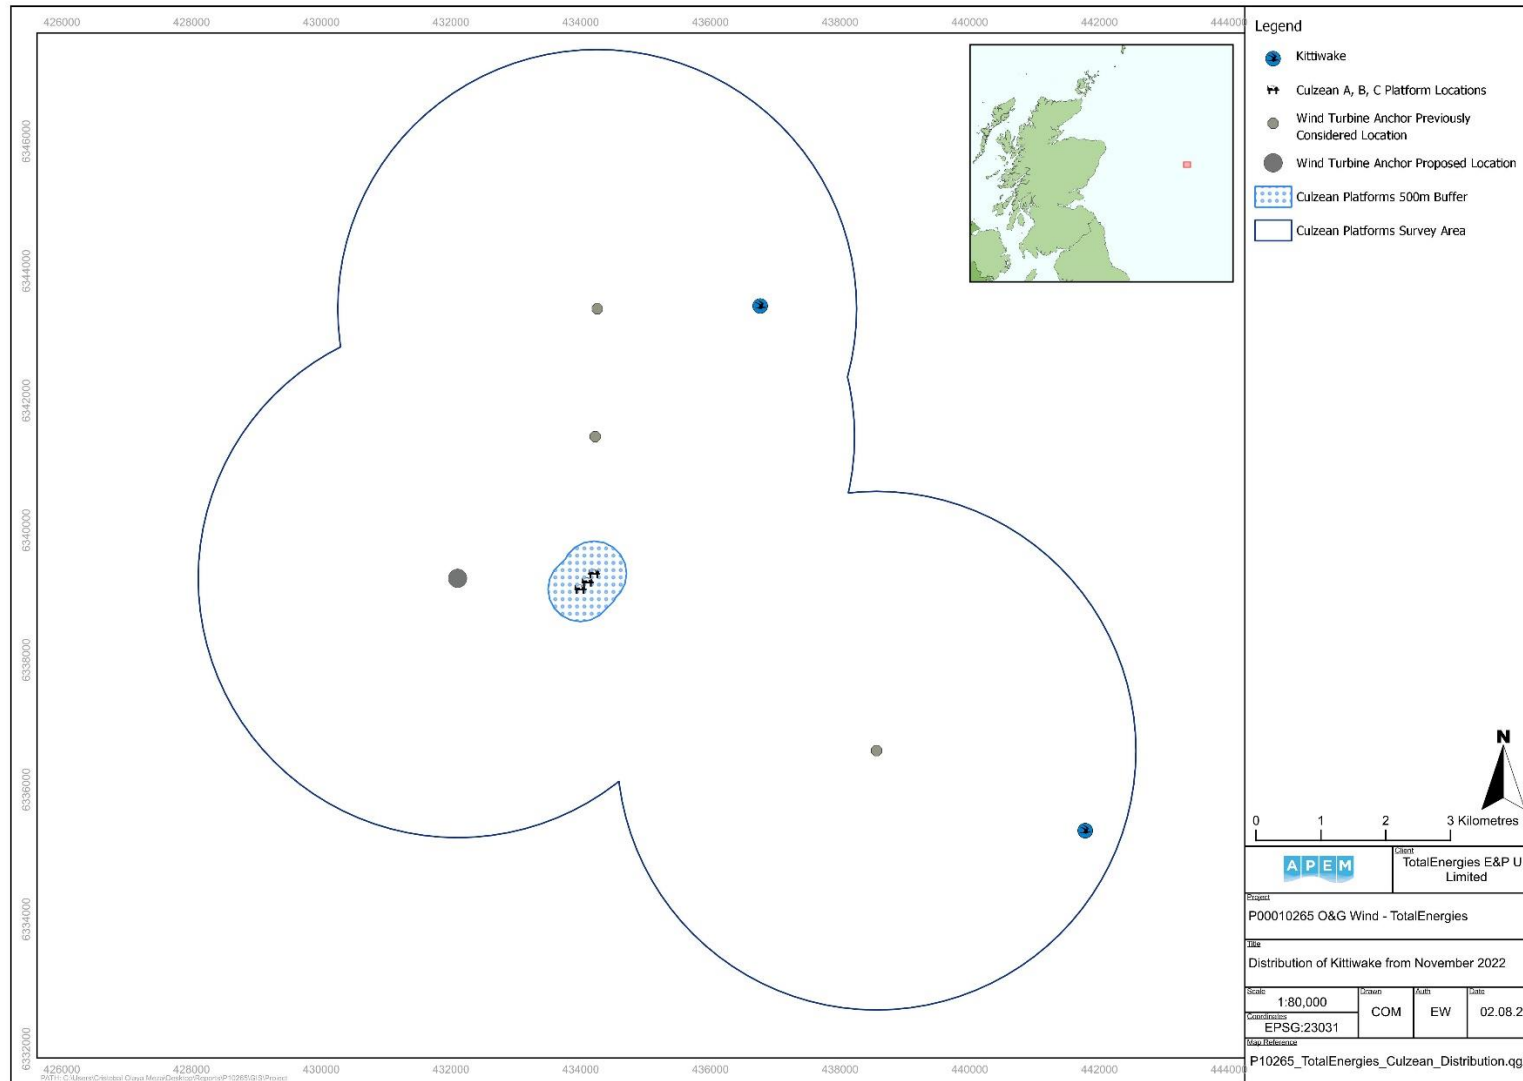 426000 428000 430000 432000 434000 436000 438000 440000 442000 444000
6346000
6344000
6342000
6340000
6338000
6336000
6334000
6332000
426000 428000 430000 432000 434000 436000 438000 440000 442000 444000
Legend
Kittiwake
Culzean A, B, C Platform Locations
Wind Turbine Anchor Previously
Considered Location
Wind Turbine Anchor Proposed Location
Culzean Platforms 500m Buffer
Culzean Platforms Survey Area
N
0 1 2 3 Kilometres
APEM
Client
TotalEnergies E&P U
Limited
Project
P00010265 O&G Wind - TotalEnergies
Title
Distribution of Kittiwake from November 2022
Scale
1:80,000
Coordinates
EPSG:23031
Drawn
COM
Auth
EW
Date
02.08.2
Map Reference
P10265_TotalEnergies_Culzean_Distribution.qg